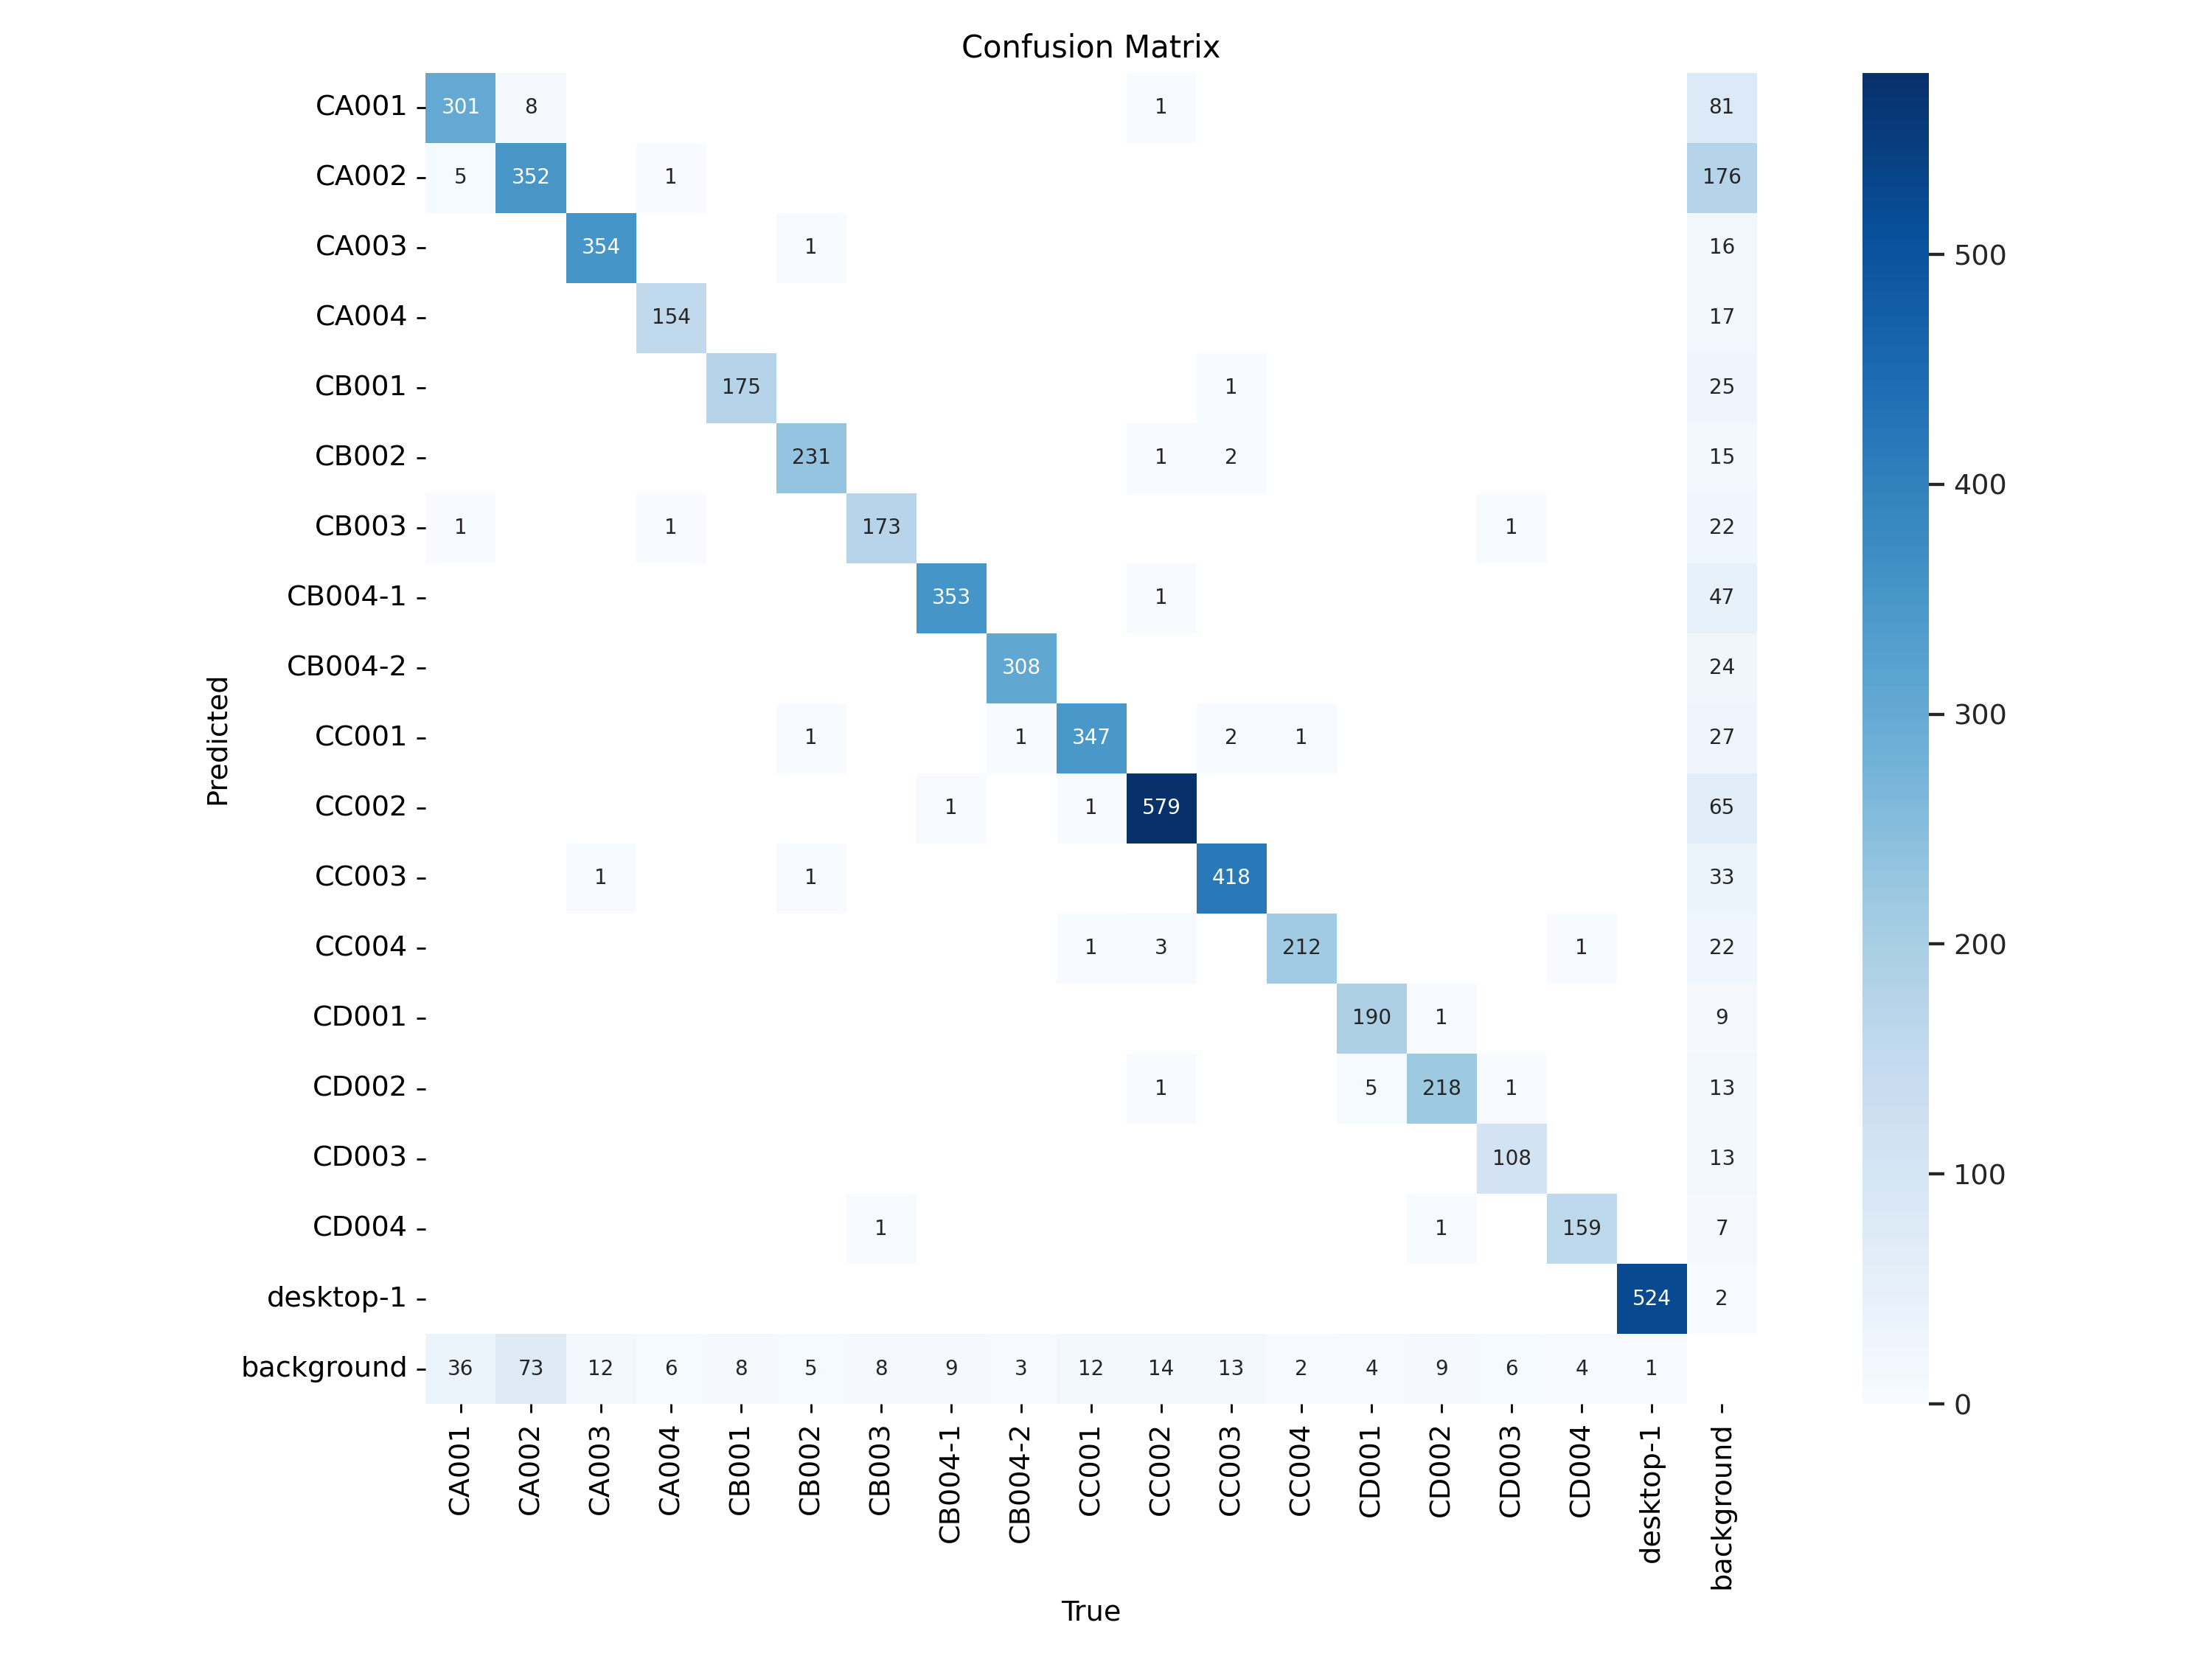 Confusion Matrix
CA001 301 8 1 81
CA002 5 352 1 176
CA003 354 1 16
CA004 154 17
CB001 175 1 25
CB002 231 1 2 15
CB003 1 1 173 1 22
CB004-1 353 1 47
CB004-2 308 24
CC001 1 1 347 2 1 27
CC002 1 1 579 65
CC003 1 1 418 33
CC004 1 3 212 1 22
CD001 190 1 9
CD002 1 5 218 1 13
CD003 108 13
CD004 1 1 159 7
desktop-1 524 2
background 36 73 12 6 8 5 8 9 3 12 14 13 2 4 9 6 4 1
CA001 CA002 CA003 CA004 CB001 CB002 CB003 CB004-1 CB004-2 CC001 CC002 CC003 CC004 CD001 CD002 CD003 CD004 desktop-1 background
True
Predicted
500
400
300
200
100
0